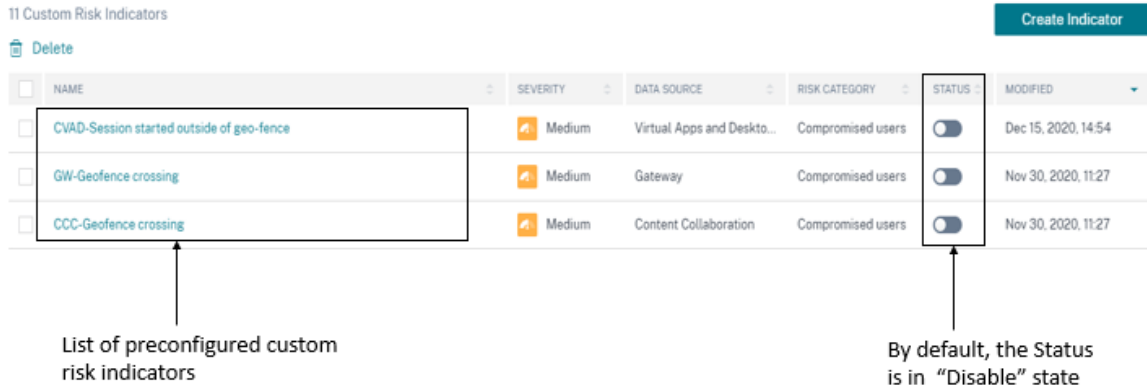 11 Custom Risk Indicators
Create Indicator
Delete
NAME SEVERITY DATA SOURCE RISK CATEGORY STATUS MODIFIED
CVAD-Session started outside of geo-fence Medium Virtual Apps and Deskto... Compromised users Dec 15, 2020, 14:54
GW-Geofence crossing Medium Gateway Compromised users Nov 30, 2020, 11:27
CCC-Geofence crossing Medium Content Collaboration Compromised users Nov 30, 2020, 11:27
List of preconfigured custom
risk indicators
By default, the Status
is in “Disable” state